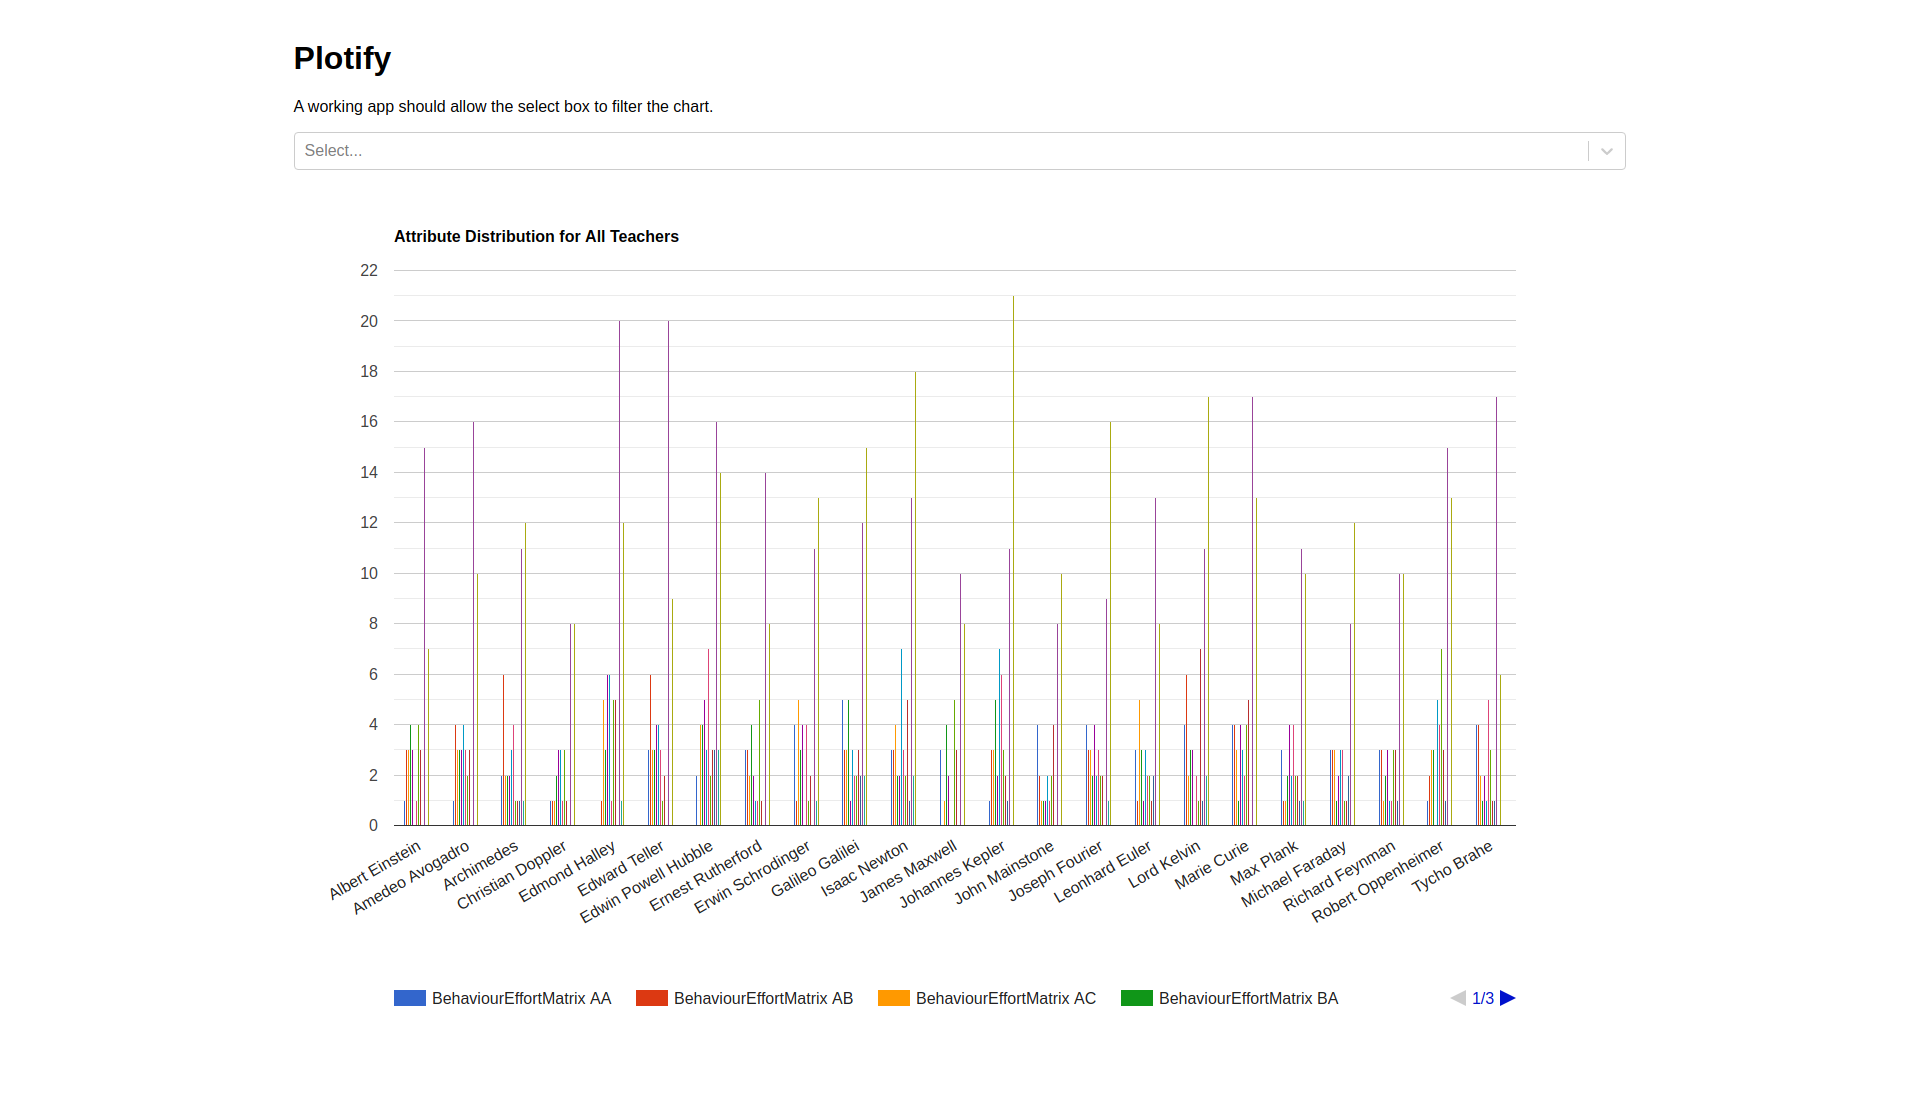 Plotify
A working app should allow the select box to filter the chart.
Select...
Attribute Distribution for All Teachers
22
20
18
16
14
12
10
8
6
4
2
0
Albert Einstein
Amedeo Avogadro
Archimedes
Christian Doppler
Edmond Halley
Edward Teller
Edwin Powell Hubble
Ernest Rutherford
Erwin Schrodinger
Galileo Galilei
Isaac Newton
James Maxwell
Johannes Kepler
John Mainstone
Joseph Fourier
Leonhard Euler
Lord Kelvin
Marie Curie
Max Plank
Michael Faraday
Richard Feynman
Robert Oppenheimer
Tycho Brahe
BehaviourEffortMatrix AA
BehaviourEffortMatrix AB
BehaviourEffortMatrix AC
BehaviourEffortMatrix BA
1/3